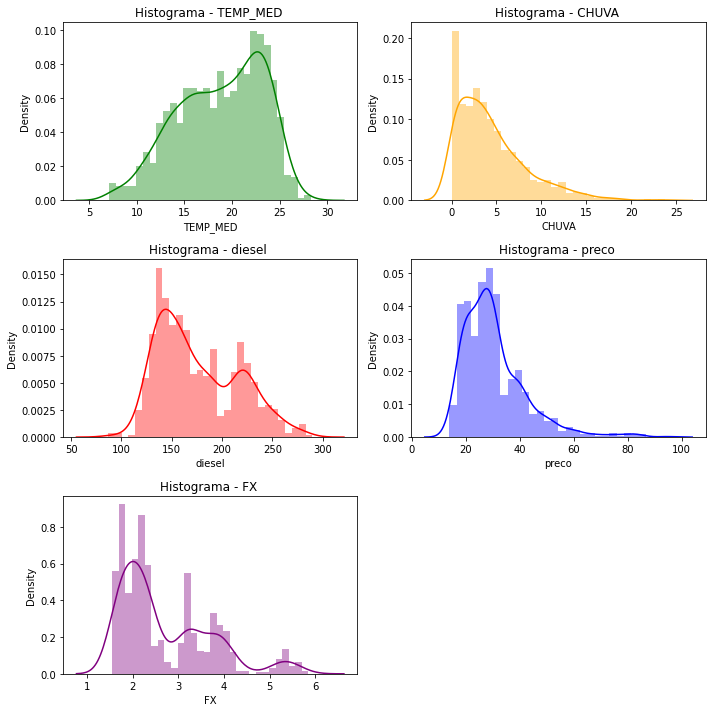 Histograma - TEMP_MED
0.10
0.08
0.06
0.04
0.02
0.00
Density
5 10 15 20 25 30
TEMP_MED
Histograma - CHUVA
0.20
0.15
0.10
0.05
0.00
Density
0 5 10 15 20 25
CHUVA
Histograma - diesel
0.0150
0.0125
0.0100
0.0075
0.0050
0.0025
0.0000
Density
50 100 150 200 250 300
diesel
Histograma - preco
0.05
0.04
0.03
0.02
0.01
0.00
Density
0 20 40 60 80 100
preco
Histograma - FX
0.8
0.6
0.4
0.2
0.0
Density
1 2 3 4 5 6
FX